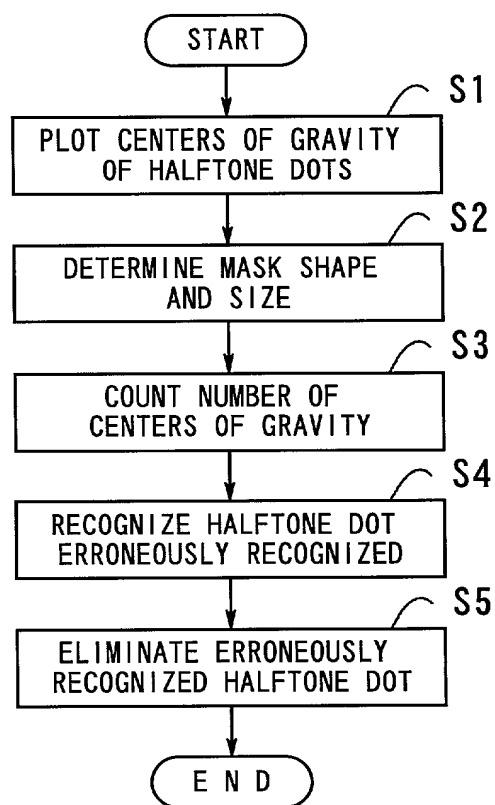 START
S1
PLOT CENTERS OF GRAVITY
OF HALFTONE DOTS
S2
DETERMINE MASK SHAPE
AND SIZE
S3
COUNT NUMBER OF
CENTERS OF GRAVITY
S4
RECOGNIZE HALFTONE DOT
ERRONEOUSLY RECOGNIZED
S5
ELIMINATE ERRONEOUSLY
RECOGNIZED HALFTONE DOT
END